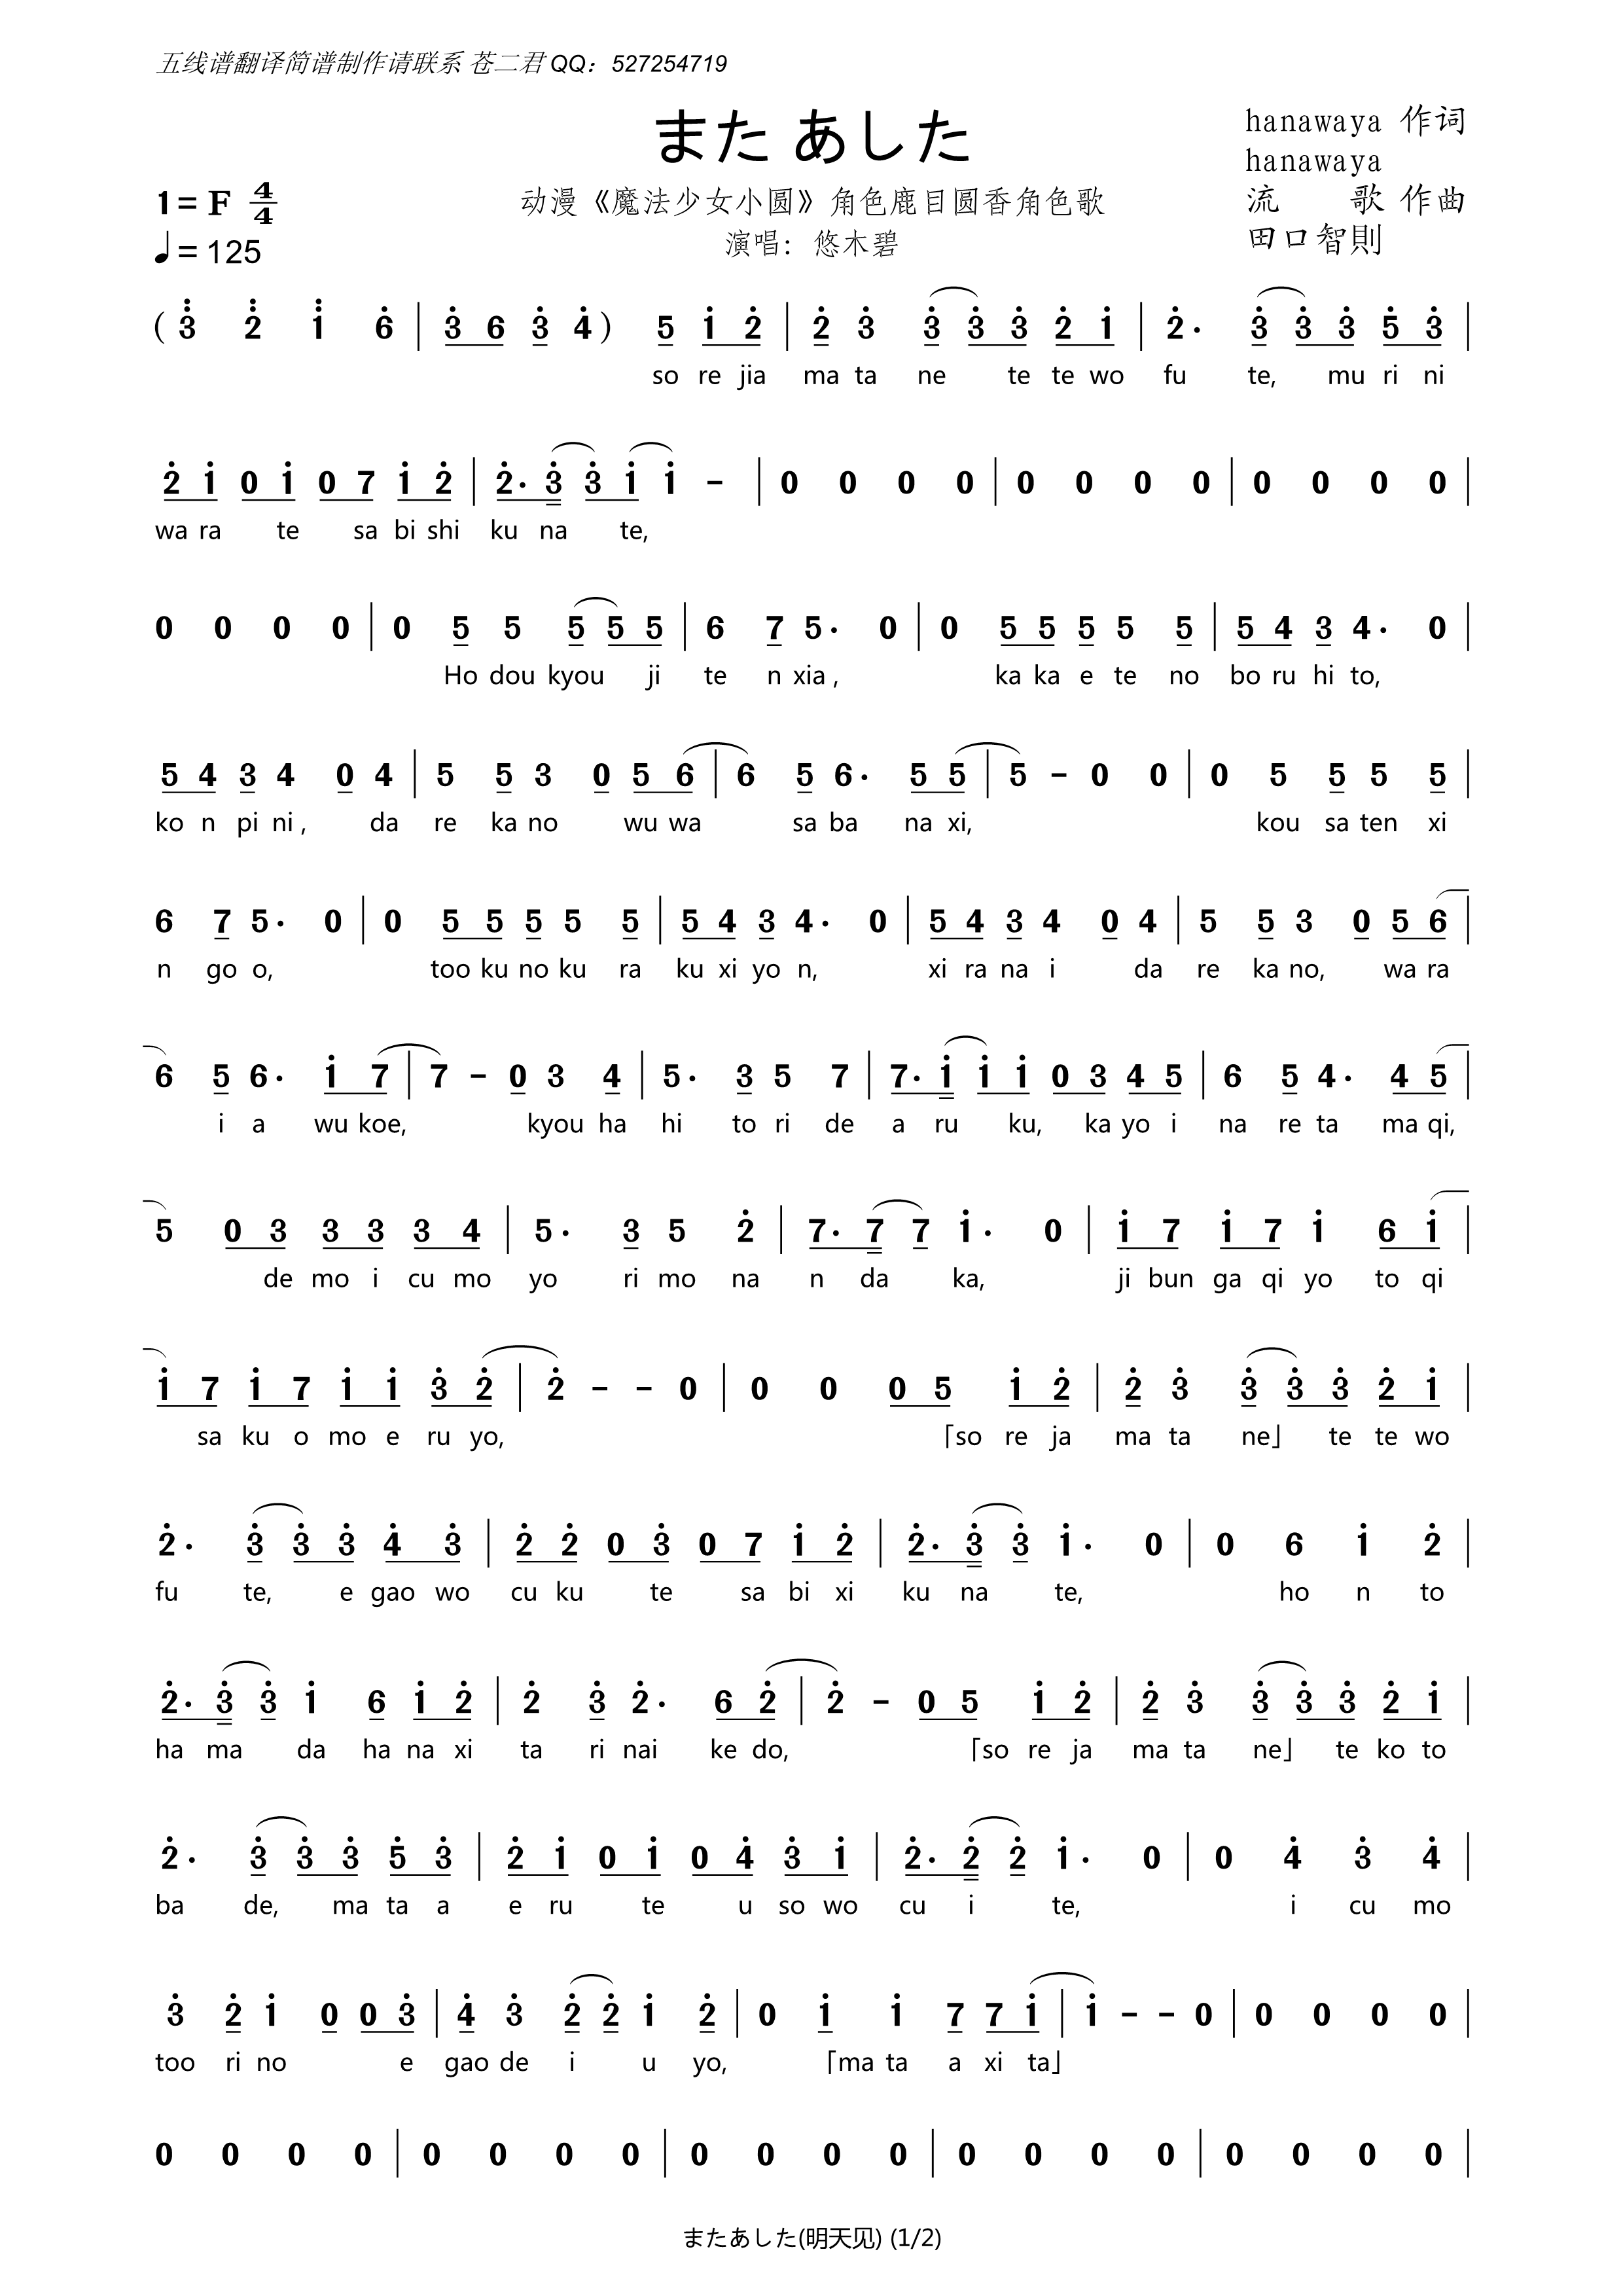 五线谱翻译简谱制作请联系 苍二君 QQ：527254719
また あした
hanawaya 作词
hanawaya
流 歌 作曲
田口智則
1= F 4/4
动漫《魔法少女小圆》角色鹿目圆香角色歌
♩= 125
演唱：悠木碧
( 3 2 1 6 | 3 6 3 4 ) 5 1 2 | 2 3 3 3 3 2 1 | 2· 3 3 3 5 3 |
so re jia ma ta ne te te wo fu te, mu ri ni
2 1 0 1 0 7 1 2 | 2· 3 3 1 1 - | 0 0 0 0 | 0 0 0 0 | 0 0 0 0 |
wa ra te sa bi shi ku na te,
0 0 0 0 | 0 5 5 5 5 5 | 6 7 5· 0 | 0 5 5 5 5 5 | 5 4 3 4· 0 |
Ho dou kyou ji te n xia , ka ka e te no bo ru hi to,
5 4 3 4 0 4 | 5 5 3 0 5 6 | 6 5 6· 5 5 | 5 - 0 0 | 0 5 5 5 5 |
ko n pi ni , da re ka no wu wa sa ba na xi, kou sa ten xi
6 7 5· 0 | 0 5 5 5 5 5 | 5 4 3 4· 0 | 5 4 3 4 0 4 | 5 5 3 0 5 6 |
n go o, too ku no ku ra ku xi yo n, xi ra na i da re ka no, wa ra
6 5 6· 1 7 | 7 - 0 3 4 | 5· 3 5 7 | 7· 1 1 1 0 3 4 5 | 6 5 4· 4 5 |
i a wu koe, kyou ha hi to ri de a ru ku, ka yo i na re ta ma qi,
5 0 3 3 3 3 4 | 5· 3 5 2 | 7· 7 7 1· 0 | 1 7 1 7 1 6 1 |
de mo i cu mo yo ri mo na n da ka, ji bun ga qi yo to qi
1 7 1 7 1 1 3 2 | 2 - - 0 | 0 0 0 5 1 2 | 2 3 3 3 3 2 1 |
sa ku o mo e ru yo, 「so re ja ma ta ne」 te te wo
2· 3 3 3 4 3 | 2 2 0 3 0 7 1 2 | 2· 3 3 1· 0 | 0 6 1 2 |
fu te, e gao wo cu ku te sa bi xi ku na te, ho n to
2· 3 3 1 6 1 2 | 2 3 2· 6 2 | 2 - 0 5 1 2 | 2 3 3 3 3 2 1 |
ha ma da ha na xi ta ri nai ke do, 「so re ja ma ta ne」 te ko to
2· 3 3 3 5 3 | 2 1 0 1 0 4 3 1 | 2· 2 2 1· 0 | 0 4 3 4 |
ba de, ma ta a e ru te u so wo cu i te, i cu mo
3 2 1 0 0 3 | 4 3 2 2 1 2 | 0 1 1 7 7 1 | 1 - - 0 | 0 0 0 0 |
too ri no e gao de i u yo, 「ma ta a xi ta」
0 0 0 0 | 0 0 0 0 | 0 0 0 0 | 0 0 0 0 | 0 0 0 0 |
またあした(明天见) (1/2)